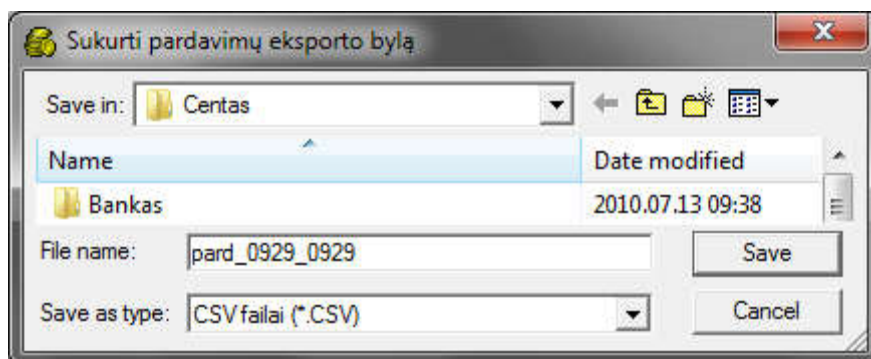 Sukurti pardavimų eksporto bylą
Save in: Centas
Name Date modified
Bankas 2010.07.13 09:38
File name: pard_0929_0929 Save
Save as type: CSV failai (*.CSV) Cancel